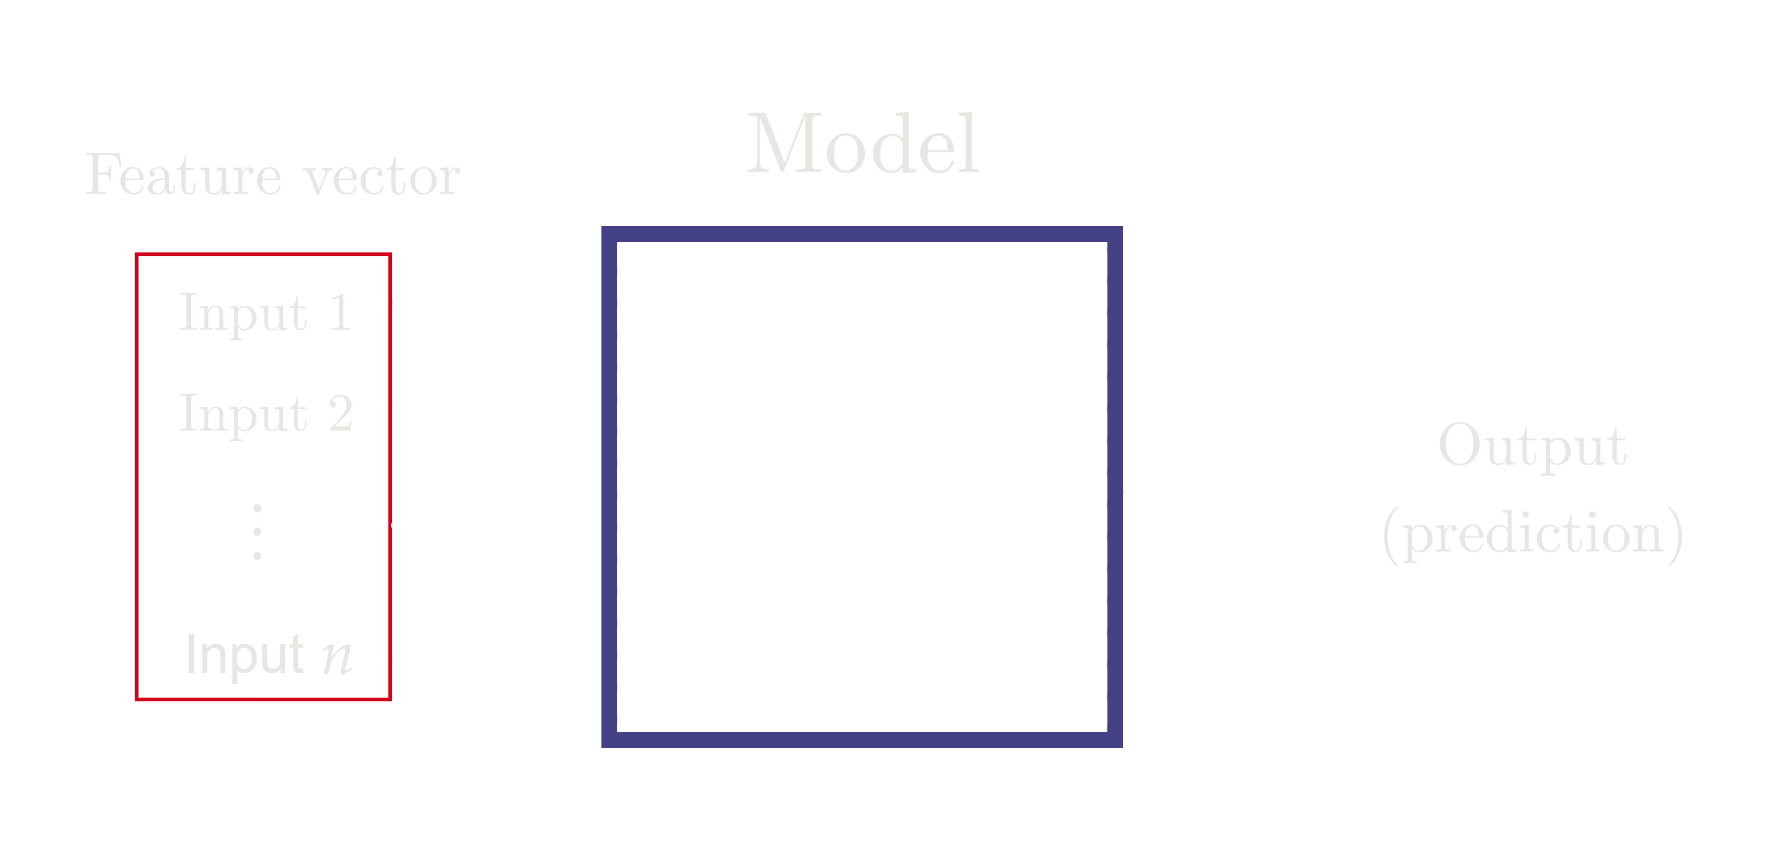 Model
Feature vector
Input 1
Input 2
⋮
Input n
Output
(prediction)